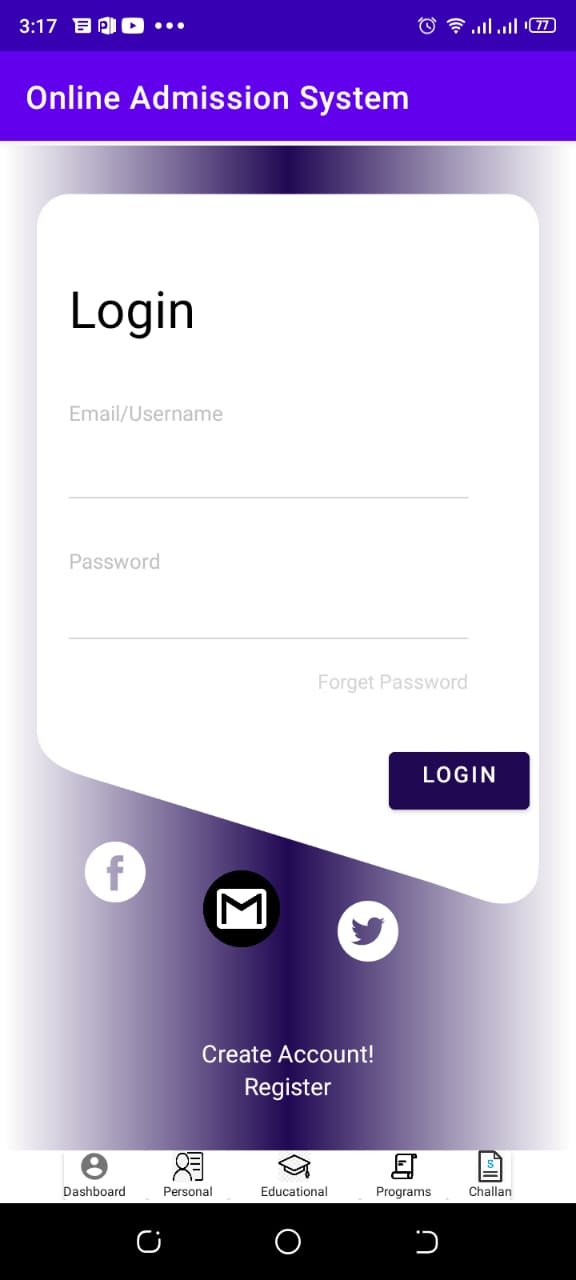 3:17 77
Online Admission System
Login
Email/Username
Password
Forget Password
LOGIN
f
Create Account!
Register
Dashboard Personal Educational Programs Challan